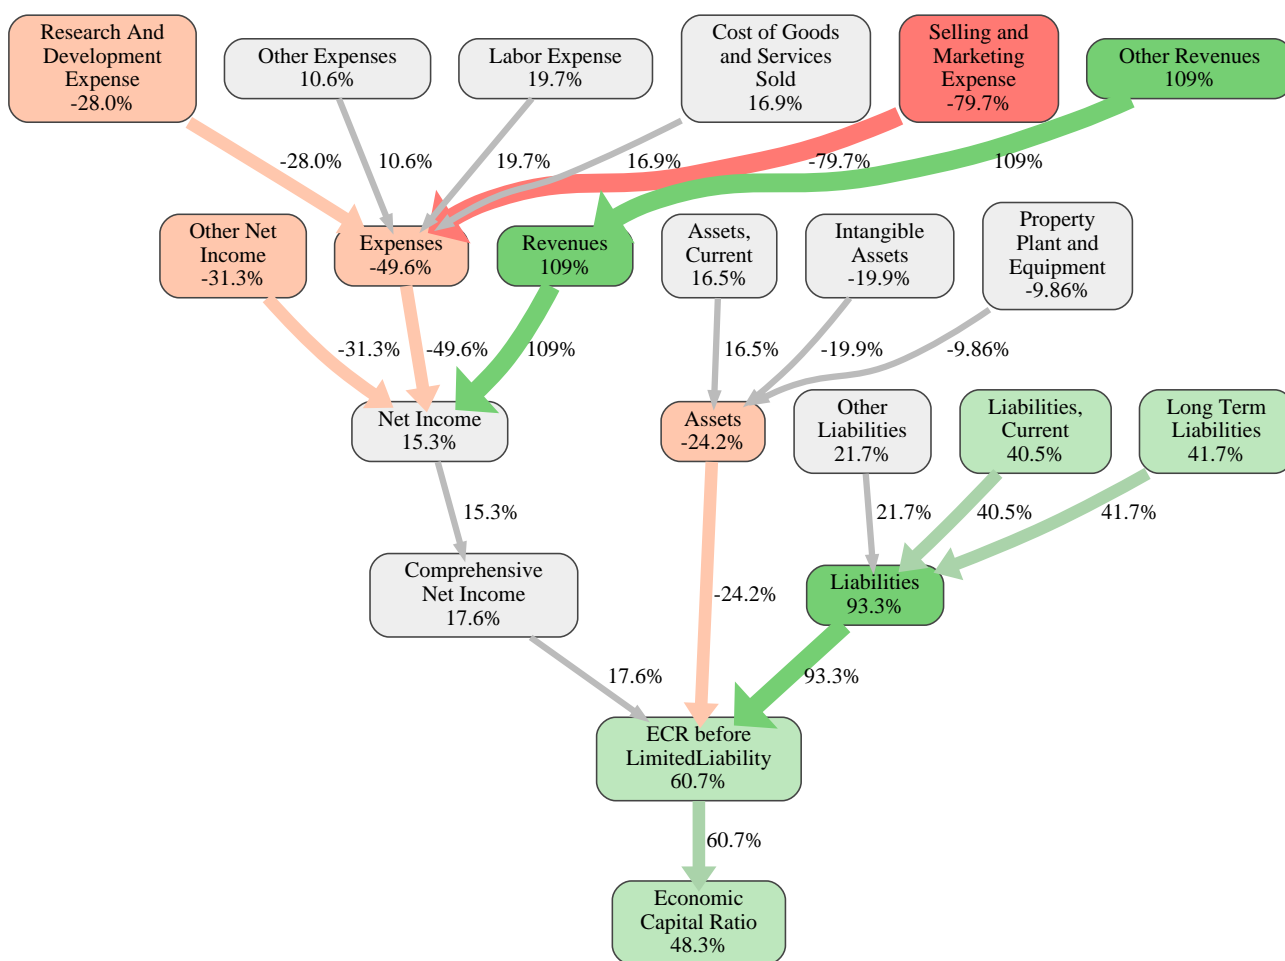 Research And
Development
Expense
-28.0%
Other Expenses
10.6%
Labor Expense
19.7%
Cost of Goods
and Services
Sold
16.9%
Selling and
Marketing
Expense
-79.7%
Other Revenues
109%
-28.0%
10.6%
19.7%
16.9%
-79.7%
109%
Other Net
Income
-31.3%
Expenses
-49.6%
Revenues
109%
Assets,
Current
16.5%
Intangible
Assets
-19.9%
Property
Plant and
Equipment
-9.86%
-31.3%
-49.6%
109%
16.5%
-19.9%
-9.86%
Net Income
15.3%
Assets
-24.2%
Other
Liabilities
21.7%
Liabilities,
Current
40.5%
Long Term
Liabilities
41.7%
15.3%
21.7%
40.5%
41.7%
Comprehensive
Net Income
17.6%
-24.2%
Liabilities
93.3%
17.6%
93.3%
ECR before
LimitedLiability
60.7%
60.7%
Economic
Capital Ratio
48.3%